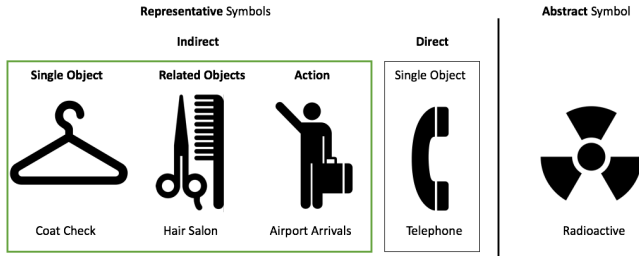 Representative Symbols
Abstract Symbol
Indirect
Direct
Single Object
Related Objects
Action
Single Object
Coat Check
Hair Salon
Airport Arrivals
Telephone
Radioactive